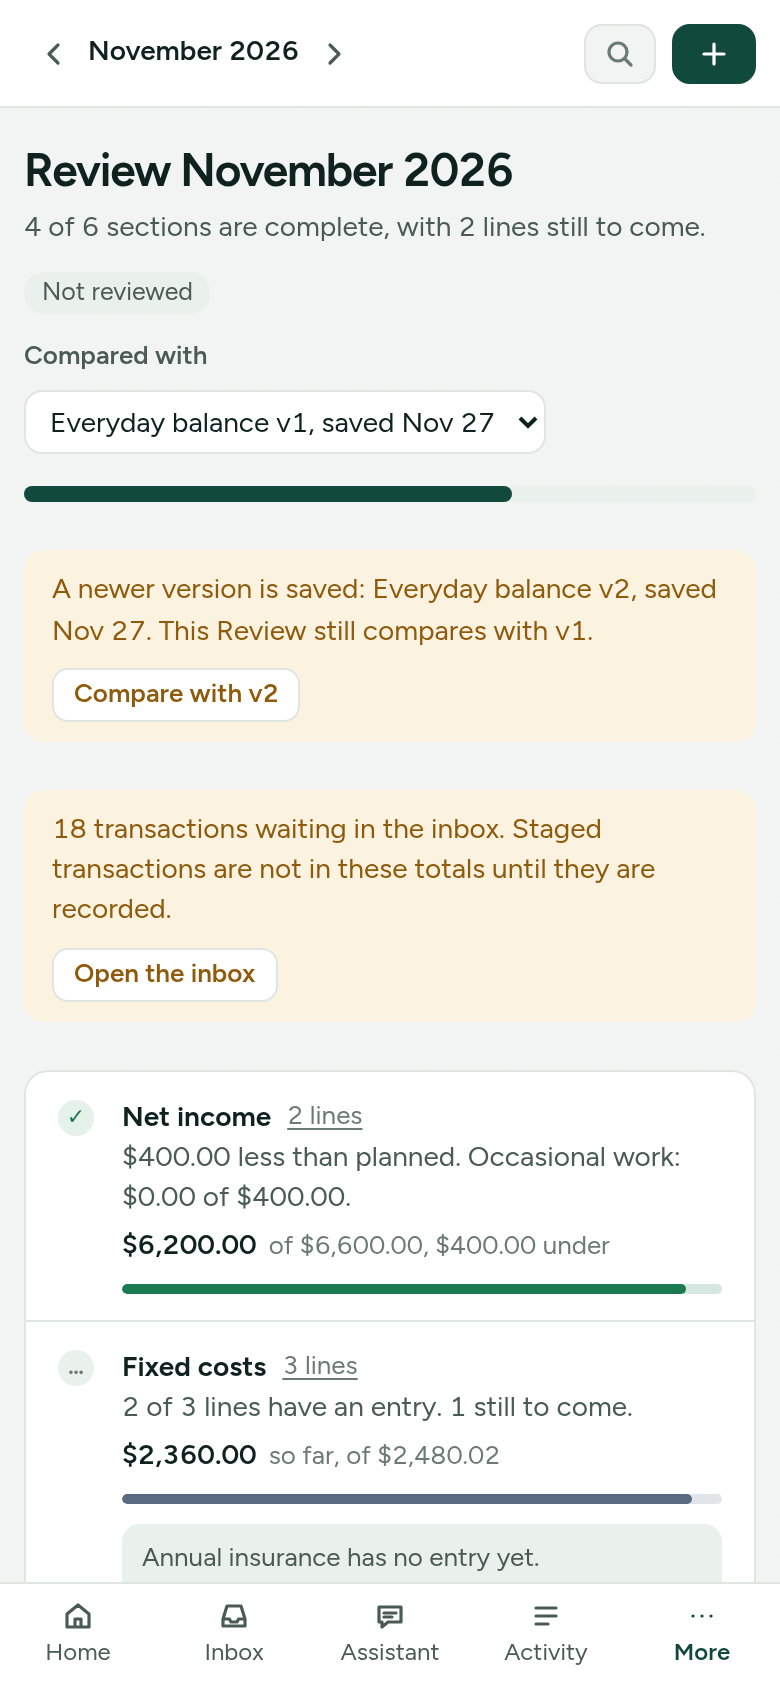 November 2026
Review November 2026
4 of 6 sections are complete, with 2 lines still to come.
Not reviewed
Compared with
Everyday balance v1, saved Nov 27
A newer version is saved: Everyday balance v2, saved
Nov 27. This Review still compares with v1.
Compare with v2
18 transactions waiting in the inbox. Staged
transactions are not in these totals until they are
recorded.
Open the inbox
✓ Net income 2 lines
$400.00 less than planned. Occasional work:
$0.00 of $400.00.
$6,200.00 of $6,600.00, $400.00 under
… Fixed costs 3 lines
2 of 3 lines have an entry. 1 still to come.
$2,360.00 so far, of $2,480.02
Annual insurance has no entry yet.
Home Inbox Assistant Activity More